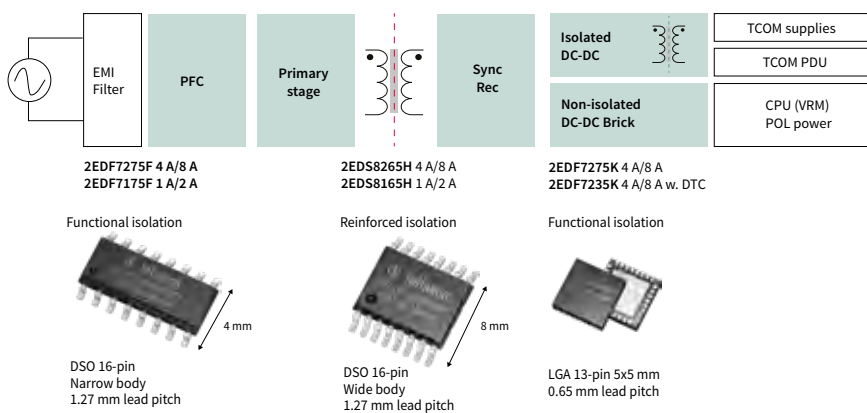 EMI
Filter
PFC
Primary
stage
Sync
Rec
Isolated
DC-DC
Non-isolated
DC-DC Brick
TCOM supplies
TCOM PDU
CPU (VRM)
POL power
2EDF7275F 4 A/8 A
2EDF7175F 1 A/2 A
2EDS8265H 4 A/8 A
2EDS8165H 1 A/2 A
2EDF7275K 4 A/8 A
2EDF7235K 4 A/8 A w. DTC
Functional isolation
4 mm
DSO 16-pin
Narrow body
1.27 mm lead pitch
Reinforced isolation
8 mm
DSO 16-pin
Wide body
1.27 mm lead pitch
Functional isolation
LGA 13-pin 5x5 mm
0.65 mm lead pitch